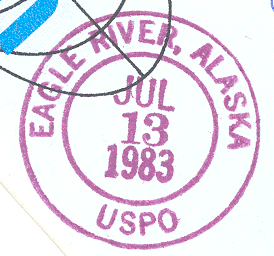 EAGLE RIVER, ALASKA
JUL
13
1983
USPO